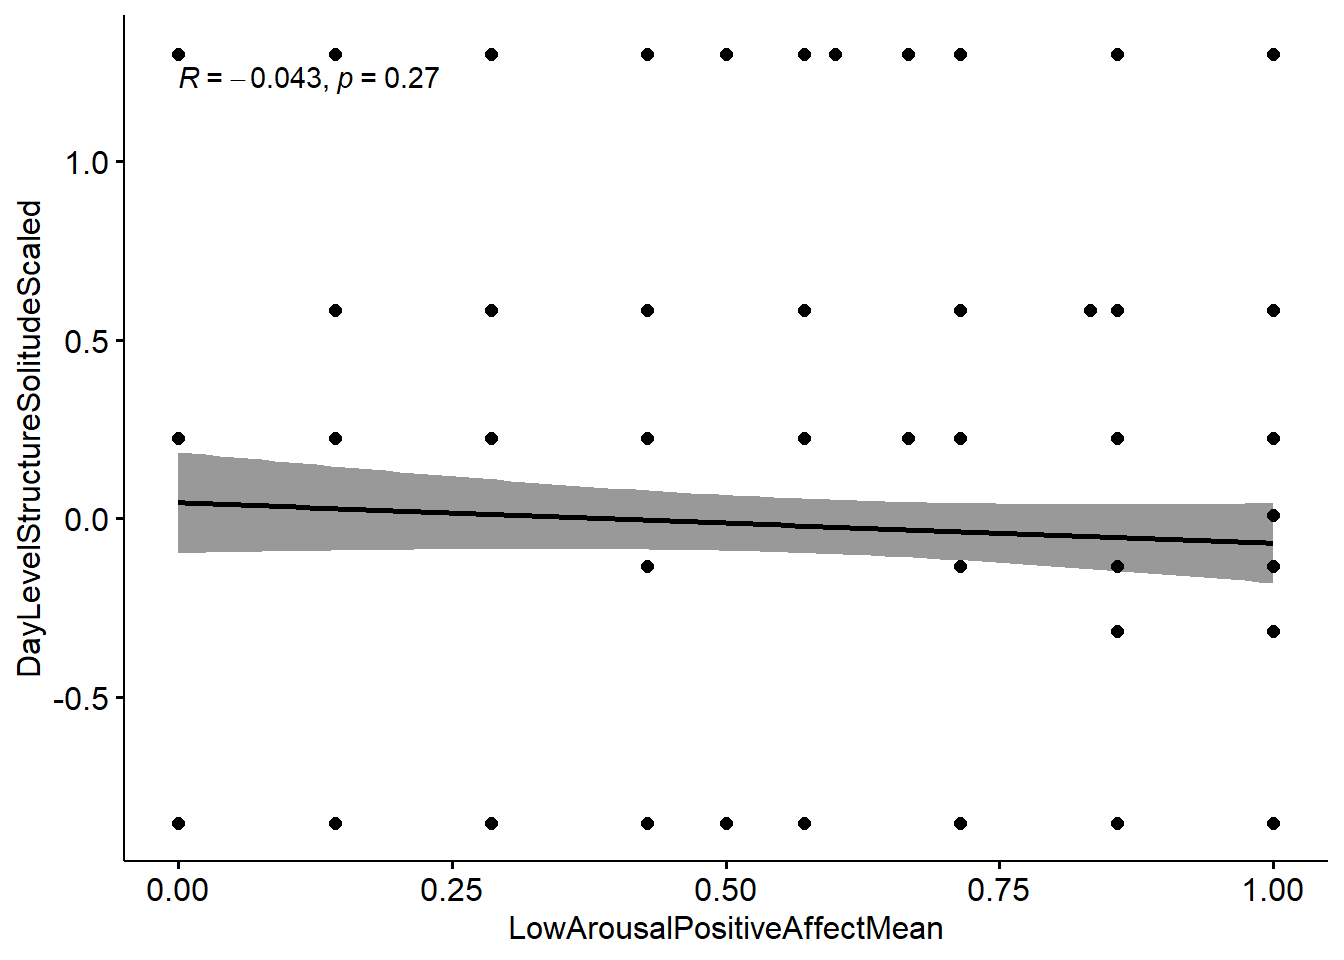 R = −0.043, p = 0.27
1.0
0.5
0.0
-0.5
DayLevelStructureSolitudeScaled
0.00 0.25 0.50 0.75 1.00
LowArousalPositiveAffectMean